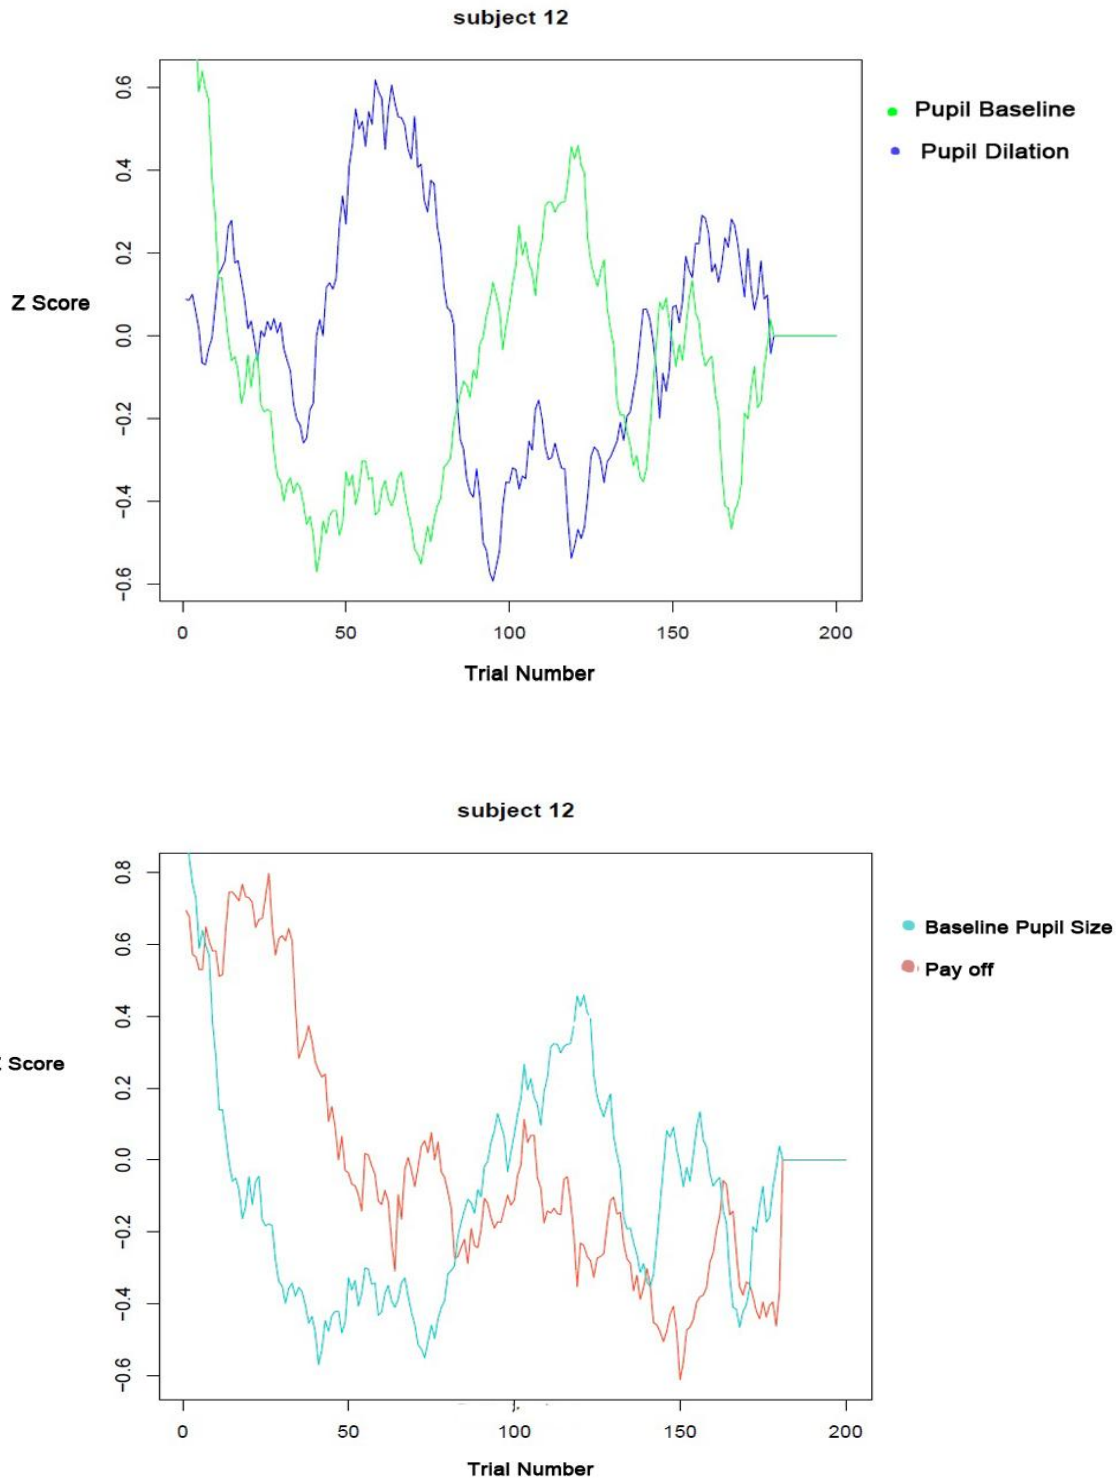 subject 12
0.6
0.4
0.2
0.0
−0.2
−0.4
−0.6
Z Score
Pupil Baseline
Pupil Dilation
0 50 100 150 200
Trial Number
subject 12
0.8
0.6
0.4
0.2
0.0
−0.2
−0.4
−0.6
Score
Baseline Pupil Size
Pay off
0 50 100 150 200
Trial Number